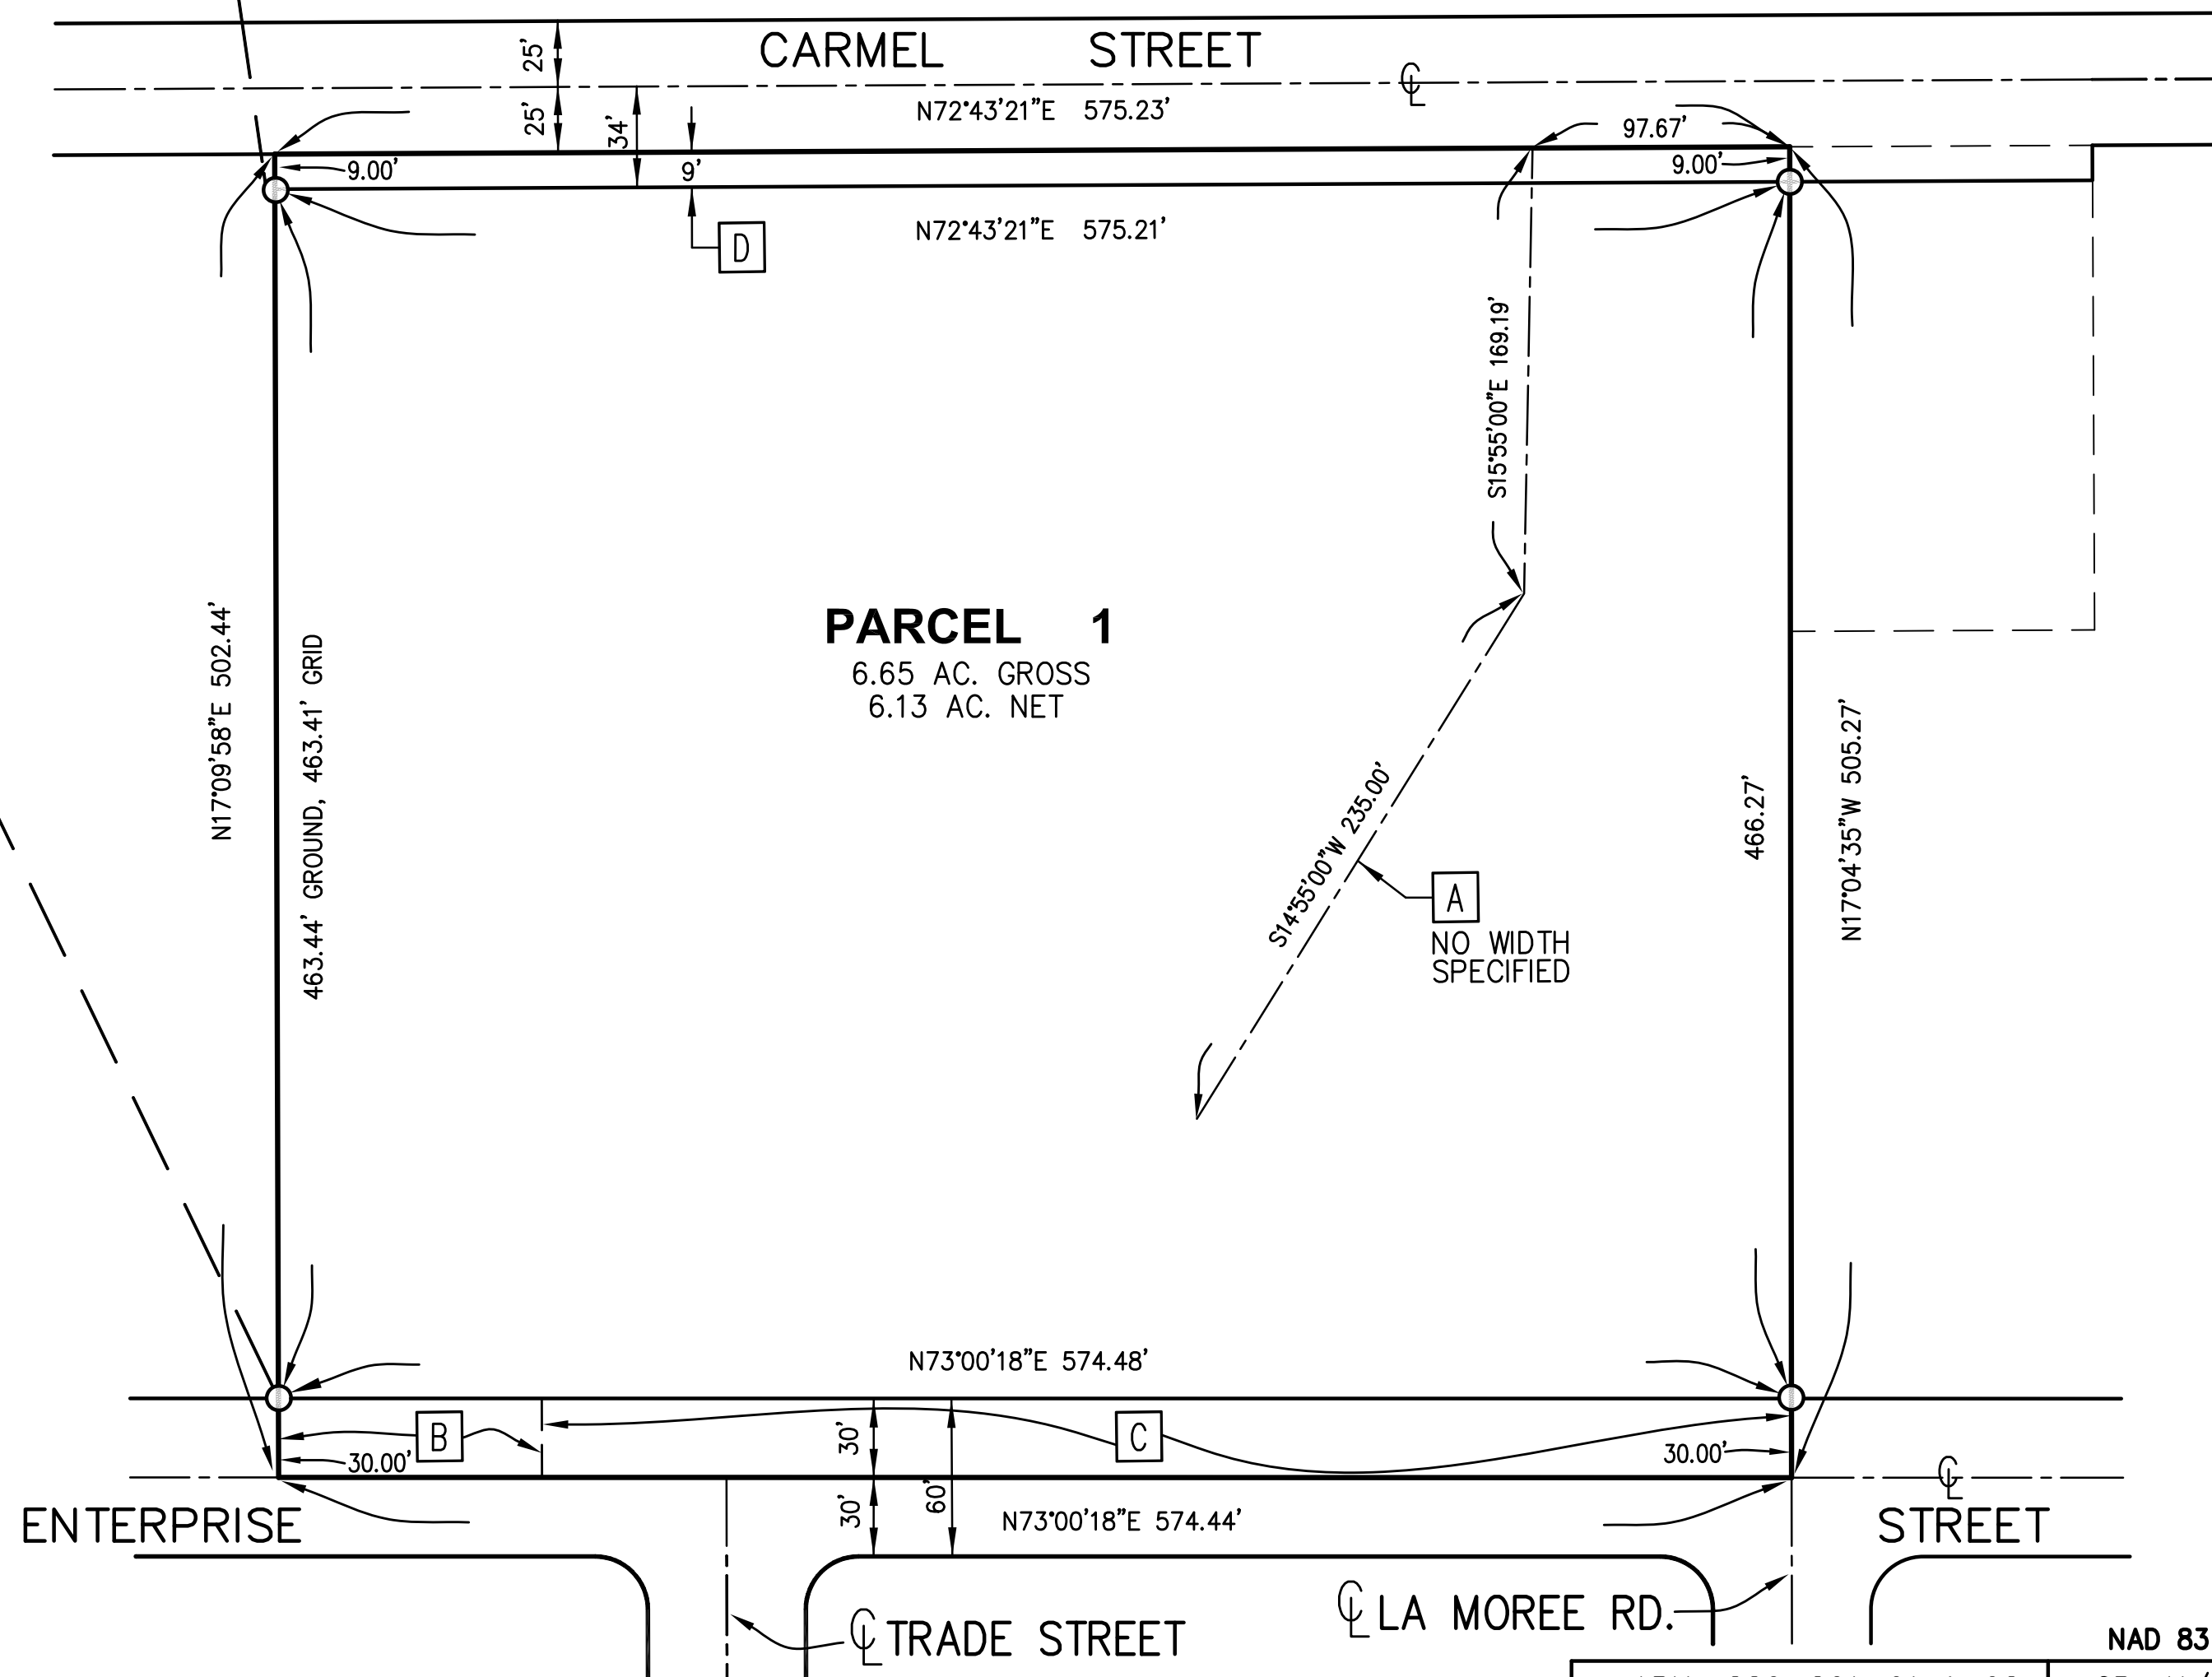 CARMEL STREET
25'
25'
34'
N72°43'21"E 575.23'
97.67'
9.00'
9'
9.00'
N72°43'21"E 575.21'
D
S15°55'00"E 169.19'
PARCEL 1
6.65 AC. GROSS
6.13 AC. NET
N17°09'58"E 502.44'
463.44' GROUND, 463.41' GRID
S14°55'00"W 235.00'
A
NO WIDTH
SPECIFIED
466.27'
N17°04'35"W 505.27'
N73°00'18"E 574.48'
B
C
30'
30.00'
30.00'
30'
60'
N73°00'18"E 574.44'
ENTERPRISE STREET
℄
℄
℄ TRADE STREET
℄ LA MOREE RD.
NAD 83